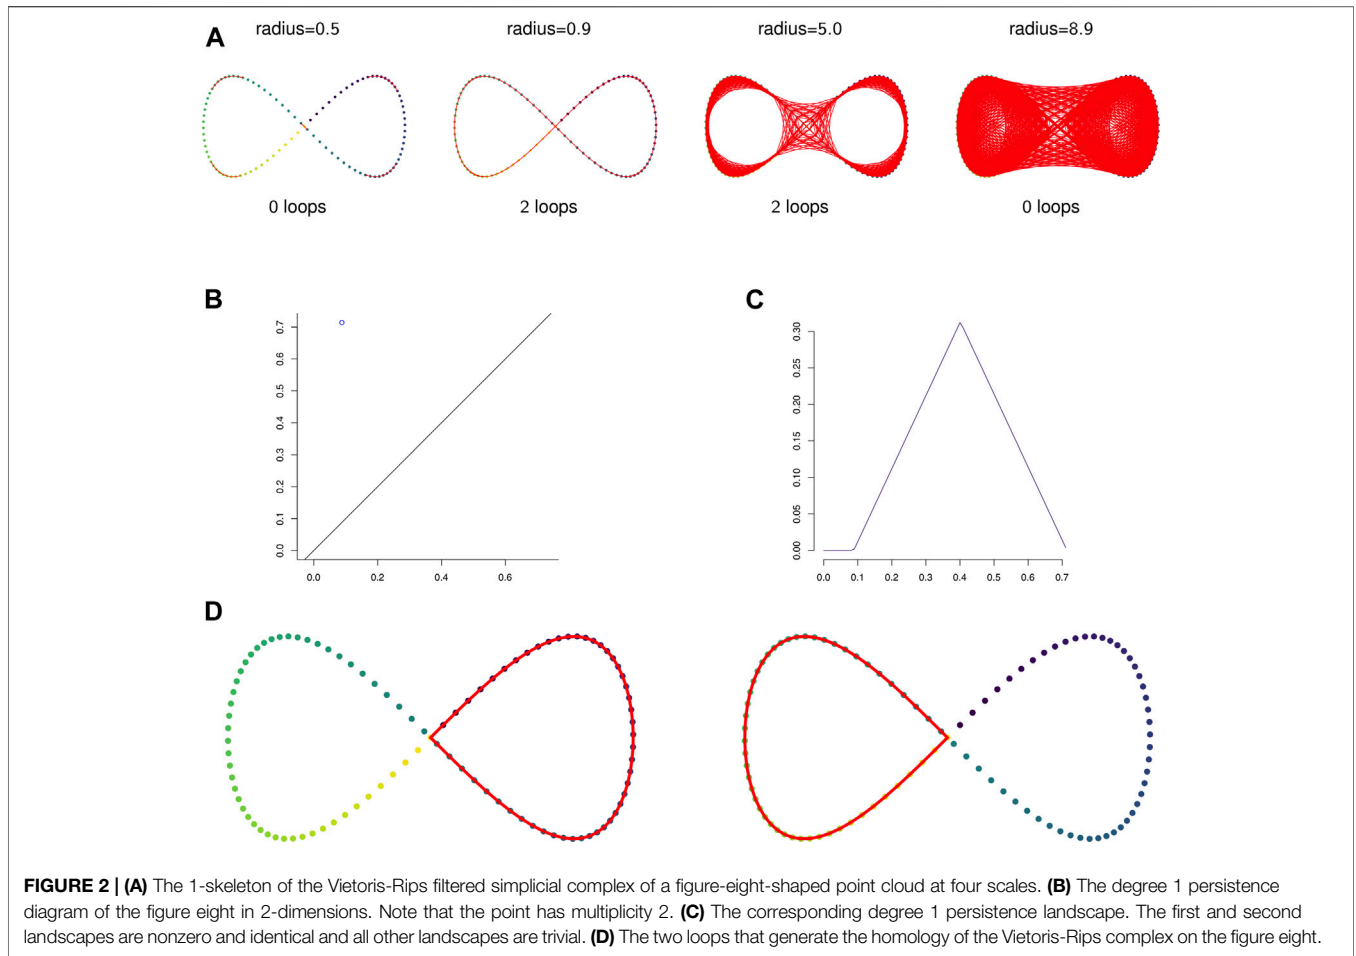 A
radius=0.5 radius=0.9 radius=5.0 radius=8.9
0 loops 2 loops 2 loops 0 loops
B
0.7
0.6
0.5
0.4
0.3
0.2
0.1
0.0
0.0 0.2 0.4 0.6
C
0.30
0.25
0.20
0.15
0.10
0.05
0.00
0.0 0.1 0.2 0.3 0.4 0.5 0.6 0.7
D
FIGURE 2 | (A) The 1-skeleton of the Vietoris-Rips filtered simplicial complex of a figure-eight-shaped point cloud at four scales. (B) The degree 1 persistence
diagram of the figure eight in 2-dimensions. Note that the point has multiplicity 2. (C) The corresponding degree 1 persistence landscape. The first and second
landscapes are nonzero and identical and all other landscapes are trivial. (D) The two loops that generate the homology of the Vietoris-Rips complex on the figure eight.